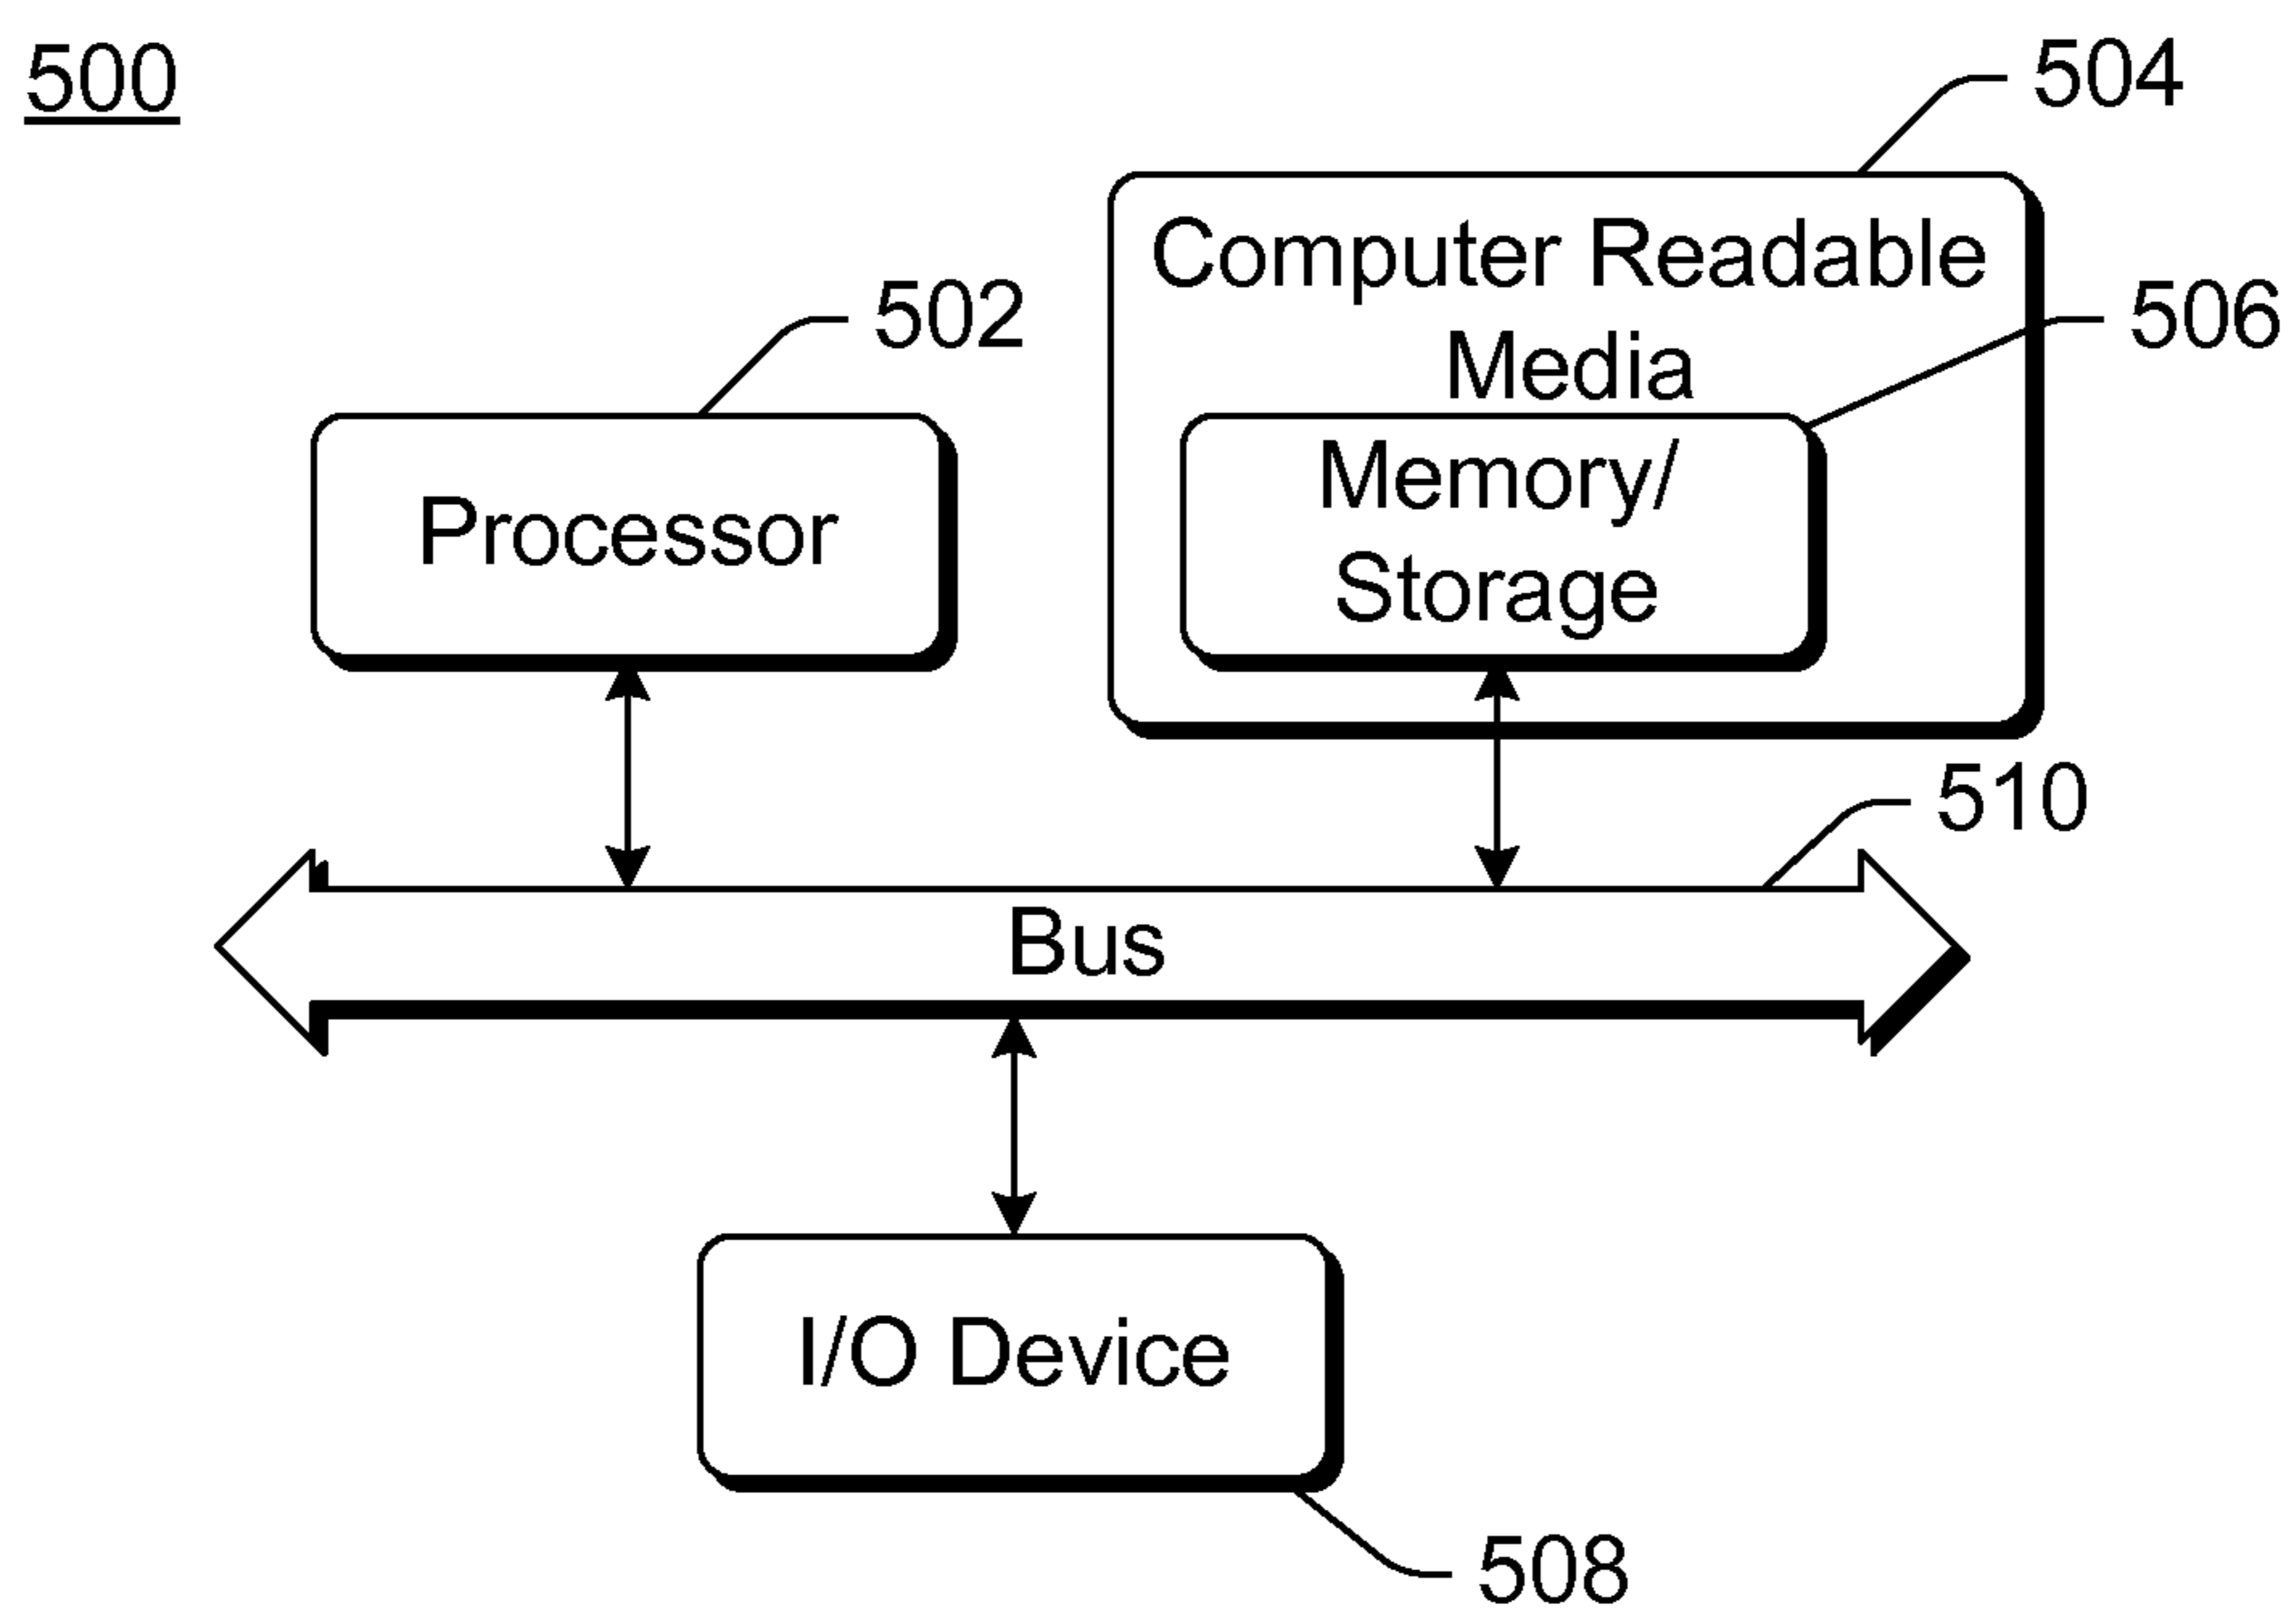 500
504
Computer Readable
Media
506
502
Memory/
Storage
Processor
510
Bus
I/O Device
508